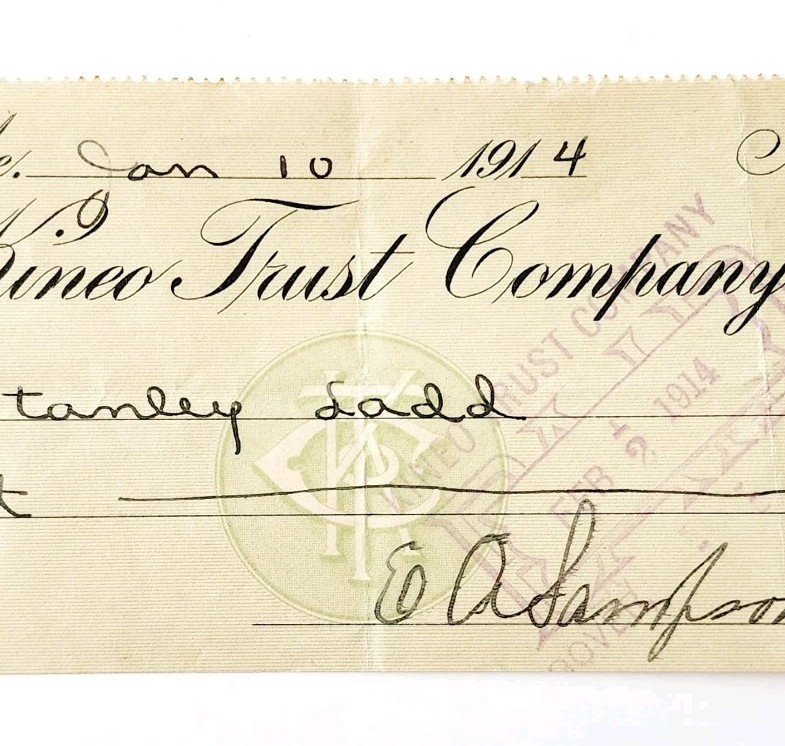 e. Jan 10 1914
Kineo Trust Company
tanley Ladd
t
E A Sampson
KINEO TRUST COMPANY
FEB 2 1914